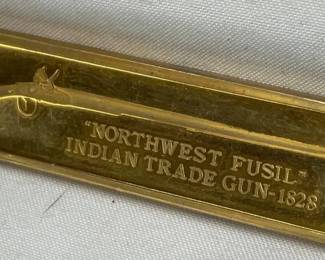 "NORTHWEST FUSIL"
INDIAN TRADE GUN-1828